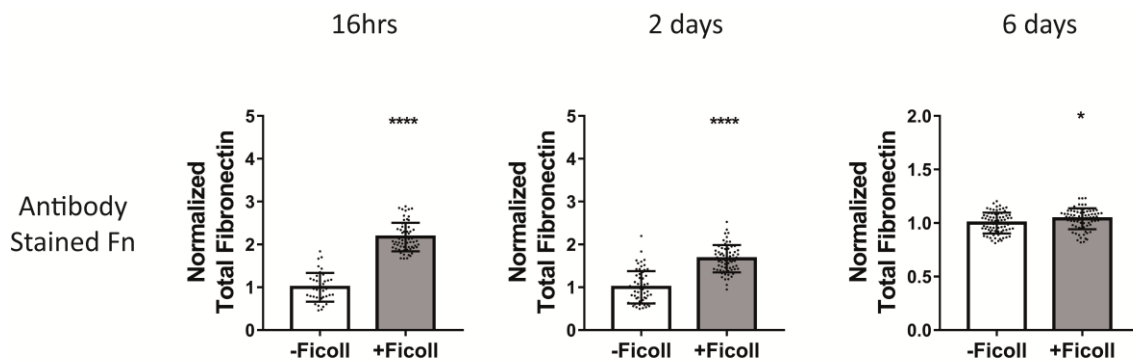 16hrs
2 days
6 days
Antibody
Stained Fn
Normalized
Total Fibronectin
5
4
3
2
1
0
****
-Ficoll +Ficoll
Normalized
Total Fibronectin
5
4
3
2
1
0
****
-Ficoll +Ficoll
Normalized
Total Fibronectin
2.0
1.5
1.0
0.5
0.0
*
-Ficoll +Ficoll